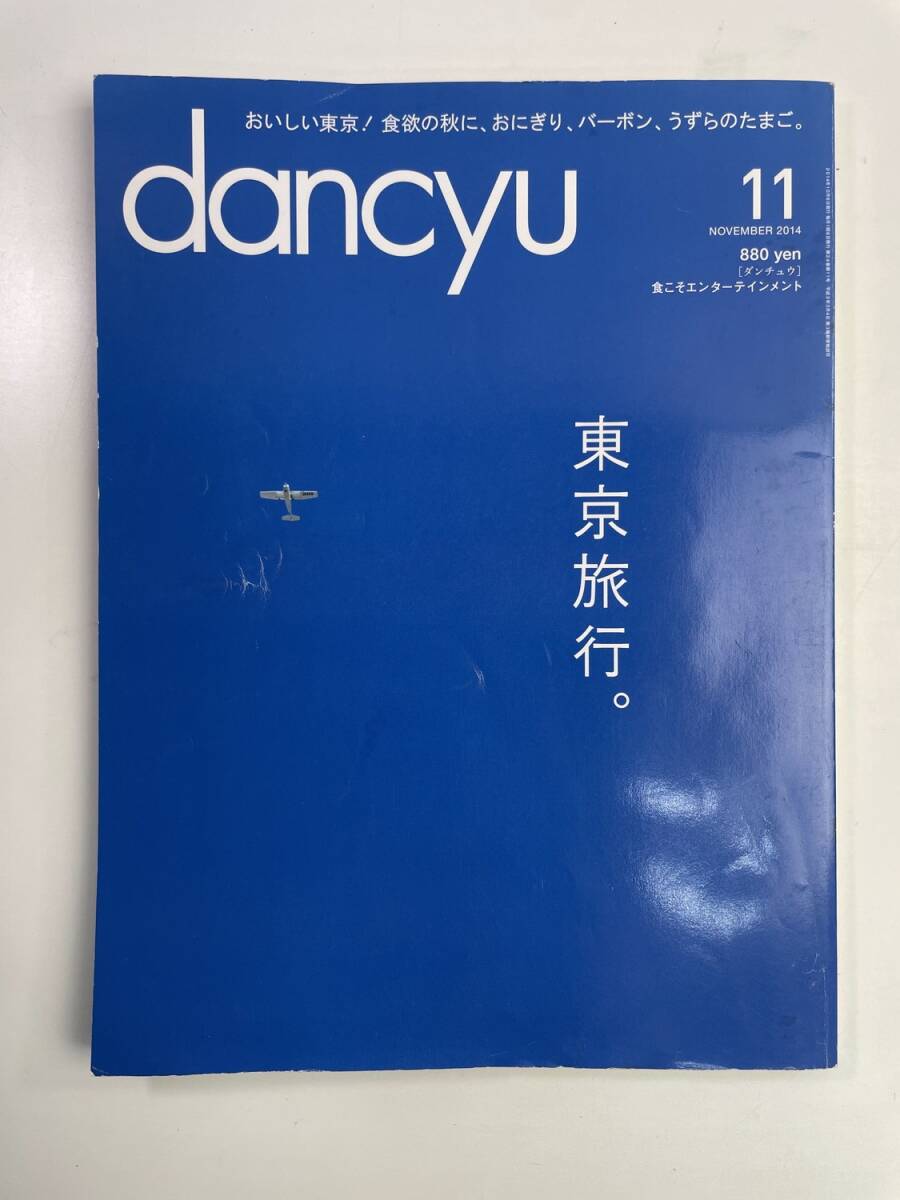 おいしい東京！食欲の秋に、おにぎり、バーボン、うずらのたまご。
dancyu
11
NOVEMBER 2014
880 yen
［ダンチュウ］
食こそエンターテインメント
東京旅行。